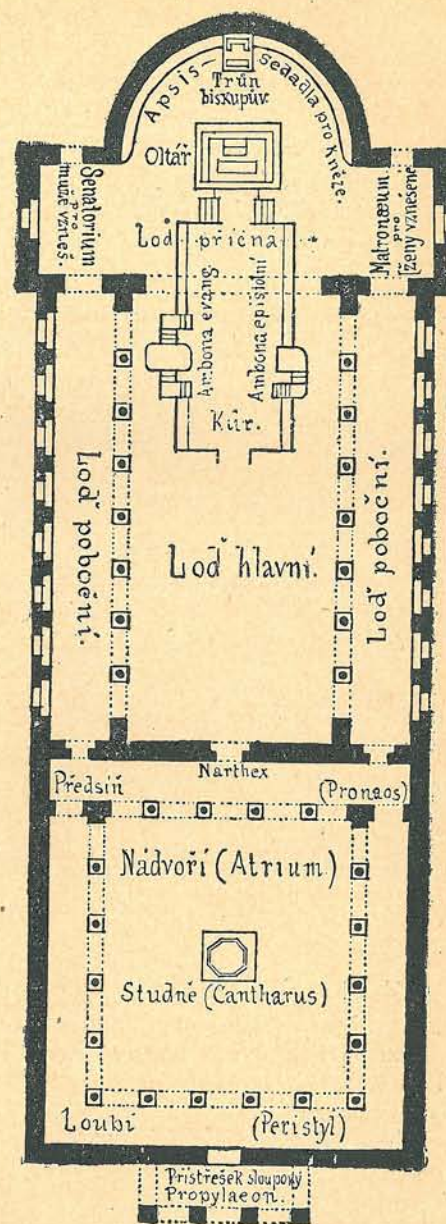 Apsis – sedadla pro kněze.
Trůn
biskupův.
Oltář
Senatorium
pro
muže vzneš.
Matronæum
pro
ženy vznešené
Loď příčna
Ambona evang.
Ambona epištolní
Kůr.
Loď poboční.
Loď hlavní.
Loď poboční.
Narthex
Předsíň
(Pronaos)
Nádvoří (Atrium)
Studně (Cantharus)
Loubí
(Peristyl)
Přístřešek sloupový
Propylaeon.